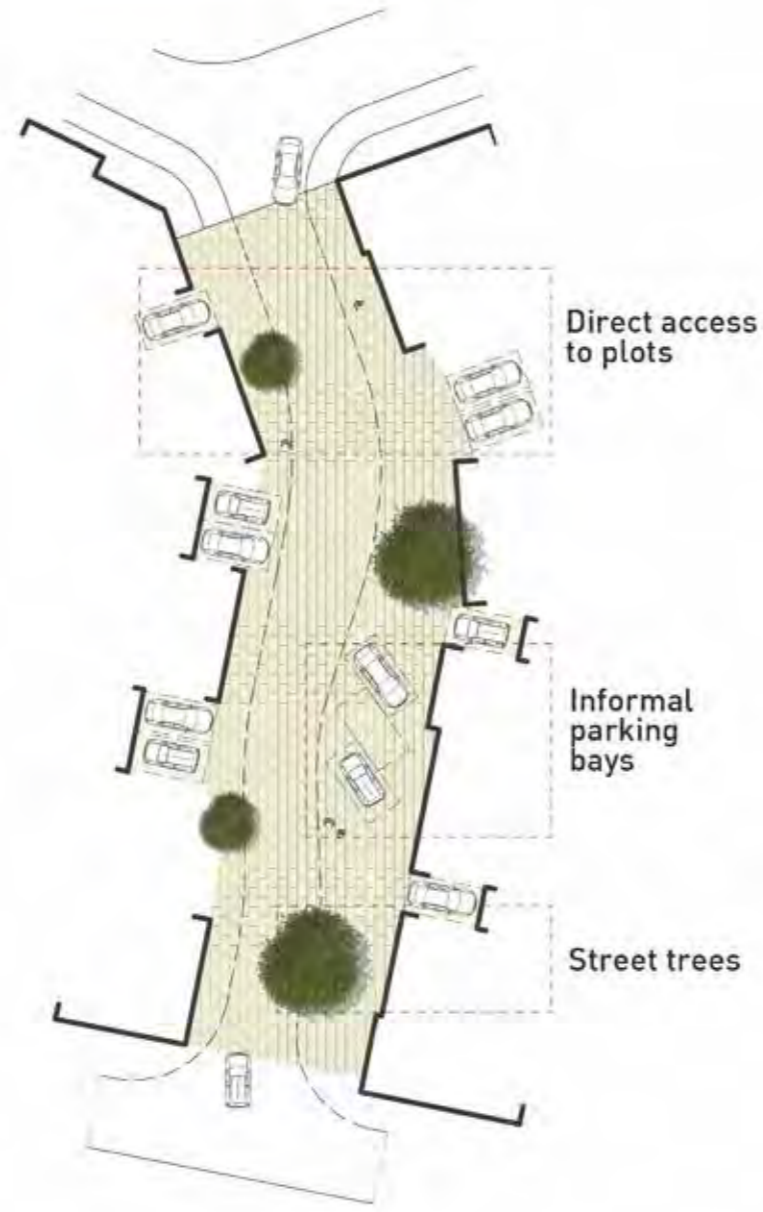 Direct access
to plots
Informal
parking
bays
Street trees